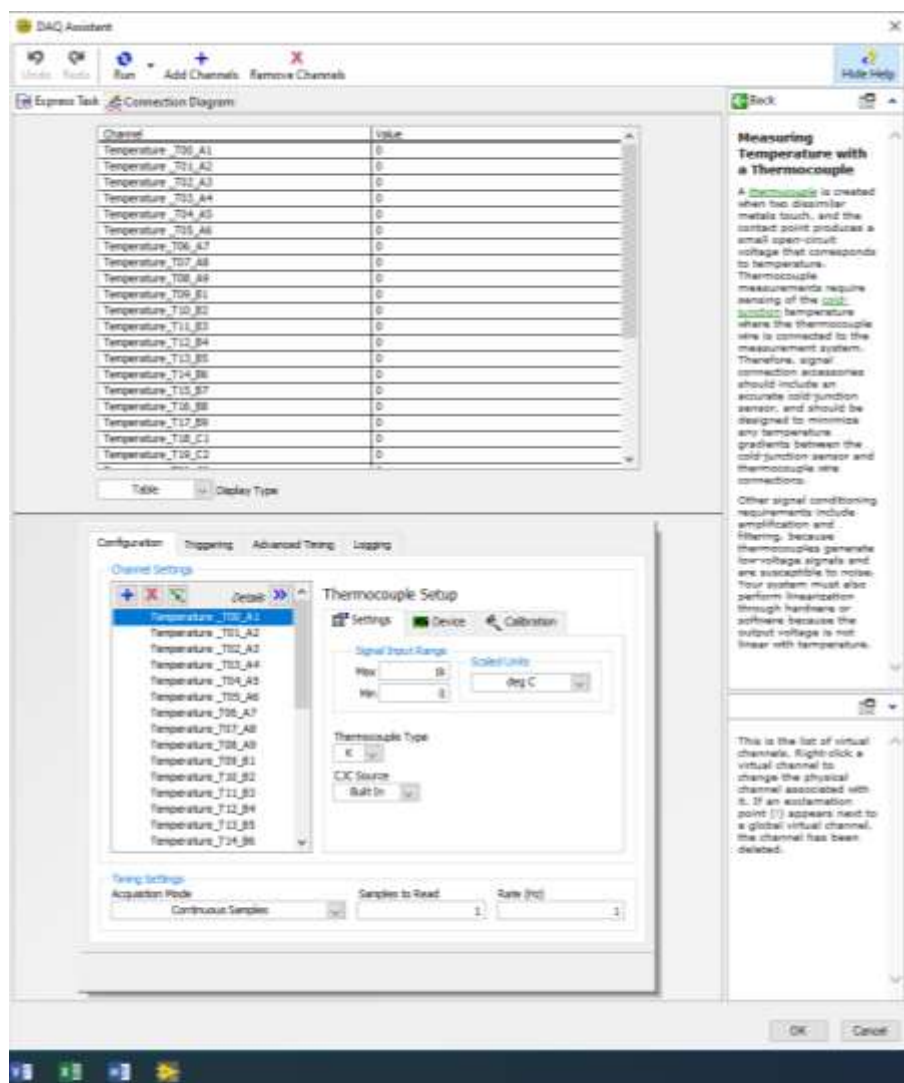 DAQ Assistant
Undo Redo Run Add Channels Remove Channels Hide Help
Express Task Connection Diagram
Back
Channel Value
Temperature _T00_A1 0
Temperature _T01_A2 0
Temperature _T02_A3 0
Temperature _T03_A4 0
Temperature _T04_A5 0
Temperature _T05_A6 0
Temperature_T06_A7 0
Temperature_T07_A8 0
Temperature_T08_A9 0
Temperature_T09_B1 0
Temperature_T10_B2 0
Temperature_T11_B3 0
Temperature_T12_B4 0
Temperature_T13_B5 0
Temperature_T14_B6 0
Temperature_T15_B7 0
Temperature_T16_B8 0
Temperature_T17_B9 0
Temperature_T18_C1 0
Temperature_T19_C2 0
Table Display Type
Configuration Triggering Advanced Timing Logging
Channel Settings
Details
Temperature _T00_A1
Temperature _T01_A2
Temperature _T02_A3
Temperature _T03_A4
Temperature _T04_A5
Temperature _T05_A6
Temperature_T06_A7
Temperature_T07_A8
Temperature_T08_A9
Temperature_T09_B1
Temperature_T10_B2
Temperature_T11_B3
Temperature_T12_B4
Temperature_T13_B5
Temperature_T14_B6
Thermocouple Setup
Settings Device Calibration
Signal Input Range
Max
Min
Scaled Units
deg C
Thermocouple Type
K
CJC Source
Built In
Timing Settings
Acquisition Mode Samples to Read Rate (Hz)
Continuous Samples 1 1
Measuring
Temperature with
a Thermocouple
A thermocouple is created
when two dissimilar
metals touch, and the
contact point produces a
small open-circuit
voltage that corresponds
to temperature.
Thermocouple
measurements require
sensing of the cold-
junction temperature
where the thermocouple
wire is connected to the
measurement system.
Therefore, signal
connection accessories
should include an
accurate cold-junction
sensor, and should be
designed to minimize
any temperature
gradients between the
cold-junction sensor and
thermocouple wire
connections.
Other signal conditioning
requirements include
amplification and
filtering, because
thermocouples generate
low-voltage signals and
are susceptible to noise.
Your system must also
perform linearization
through hardware or
software because the
output voltage is not
linear with temperature.
This is the list of virtual
channels. Right-click a
virtual channel to
change the physical
channel associated with
it. If an exclamation
point [!] appears next to
a global virtual channel,
the channel has been
deleted.
OK Cancel